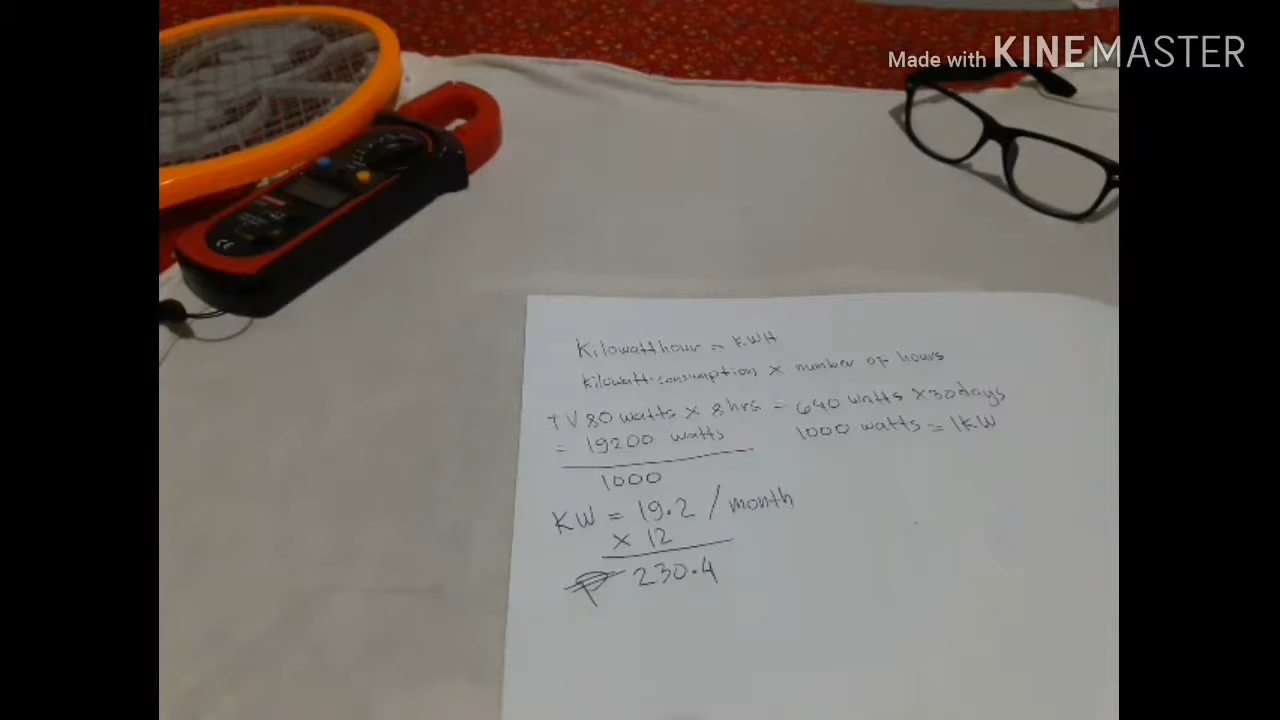 Made with KINEMASTER
Kilowatthour = KWH
Kilowatt-consumption x number of hours
TV 80 watts x 8 hrs = 640 watts x 30 days
= 19200 watts 1000 watts = 1KW
1000
KW = 19.2 / month
x 12
₱ 230.4
CE